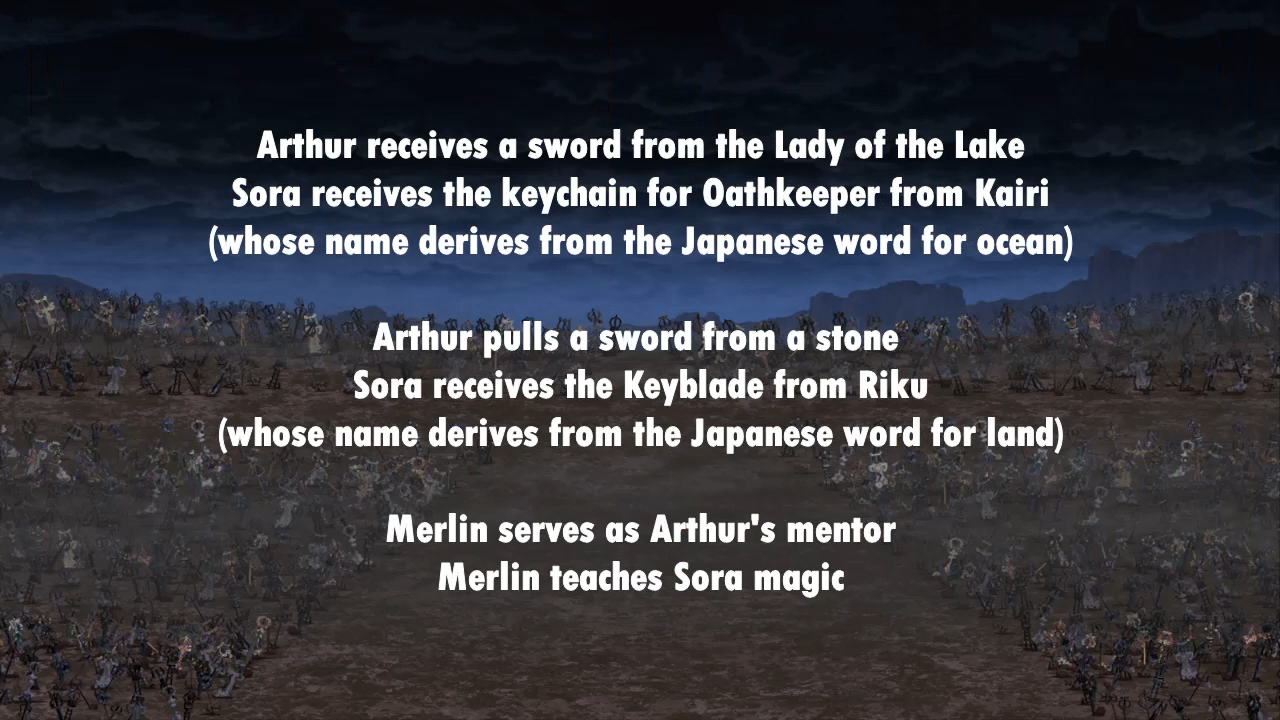 Arthur receives a sword from the Lady of the Lake
Sora receives the keychain for Oathkeeper from Kairi
(whose name derives from the Japanese word for ocean)
Arthur pulls a sword from a stone
Sora receives the Keyblade from Riku
(whose name derives from the Japanese word for land)
Merlin serves as Arthur's mentor
Merlin teaches Sora magic